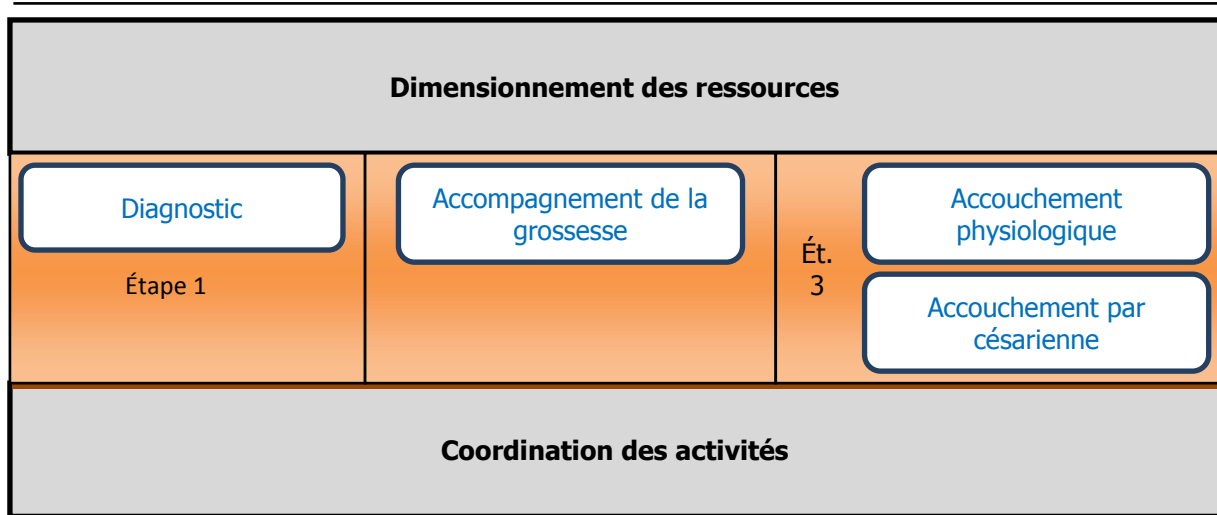 Dimensionnement des ressources
Diagnostic
Étape 1
Accompagnement de la
grossesse
Ét.
3
Accouchement
physiologique
Accouchement par
césarienne
Coordination des activités